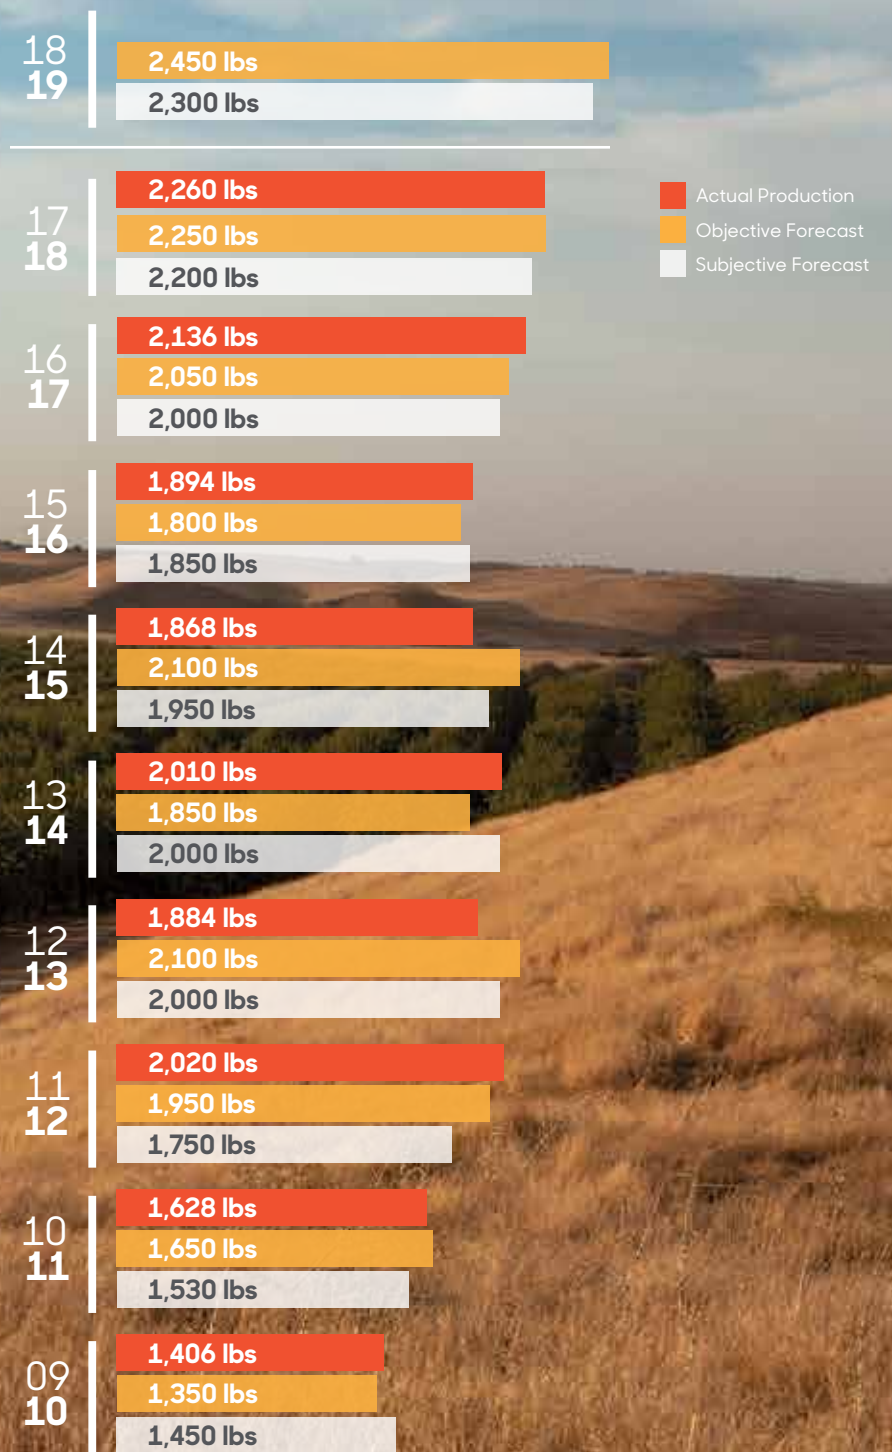 18
19
2,450 lbs
2,300 lbs
17
18
2,260 lbs
2,250 lbs
2,200 lbs
Actual Production
Objective Forecast
Subjective Forecast
16
17
2,136 lbs
2,050 lbs
2,000 lbs
15
16
1,894 lbs
1,800 lbs
1,850 lbs
14
15
1,868 lbs
2,100 lbs
1,950 lbs
13
14
2,010 lbs
1,850 lbs
2,000 lbs
12
13
1,884 lbs
2,100 lbs
2,000 lbs
11
12
2,020 lbs
1,950 lbs
1,750 lbs
10
11
1,628 lbs
1,650 lbs
1,530 lbs
09
10
1,406 lbs
1,350 lbs
1,450 lbs